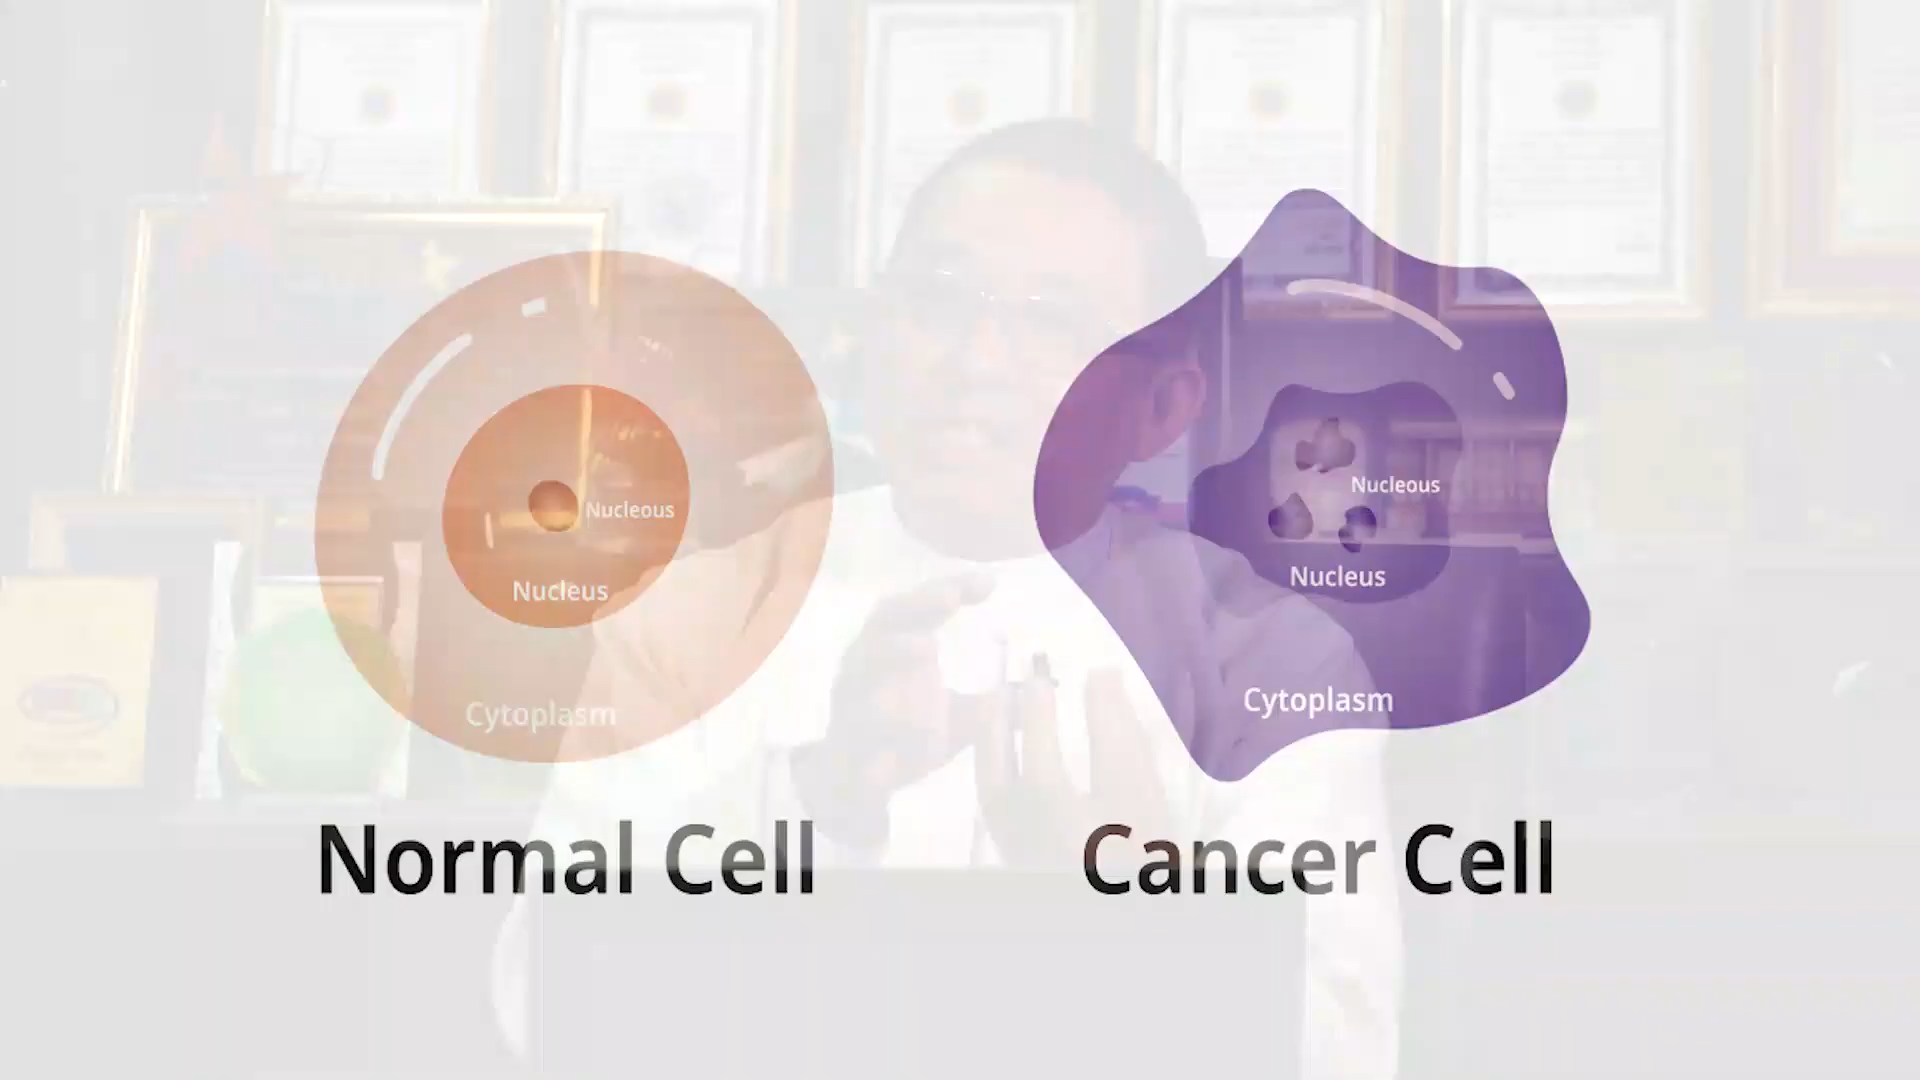 Nucleous
Nucleus
Cytoplasm
Normal Cell
Nucleous
Nucleus
Cytoplasm
Cancer Cell